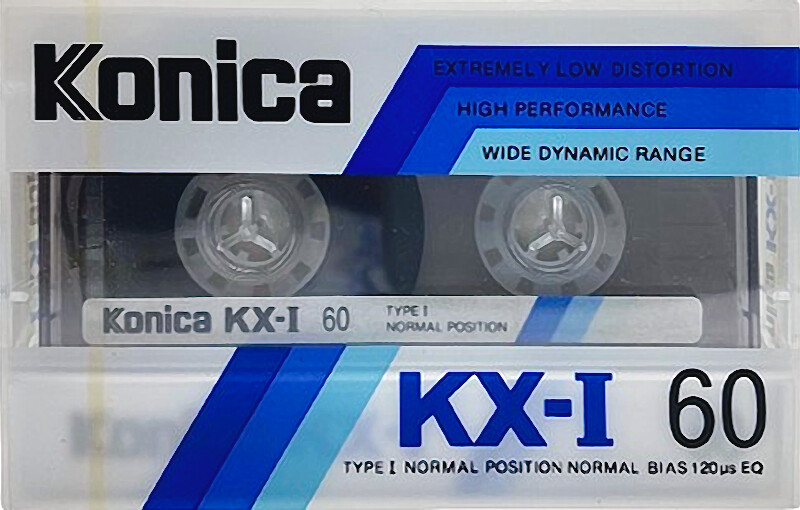 Konica
EXTREMELY LOW DISTORTION
HIGH PERFORMANCE
WIDE DYNAMIC RANGE
Konica KX-I 60
TYPE I
NORMAL POSITION
KX-I 60
TYPE I NORMAL POSITION NORMAL BIAS 120µs EQ